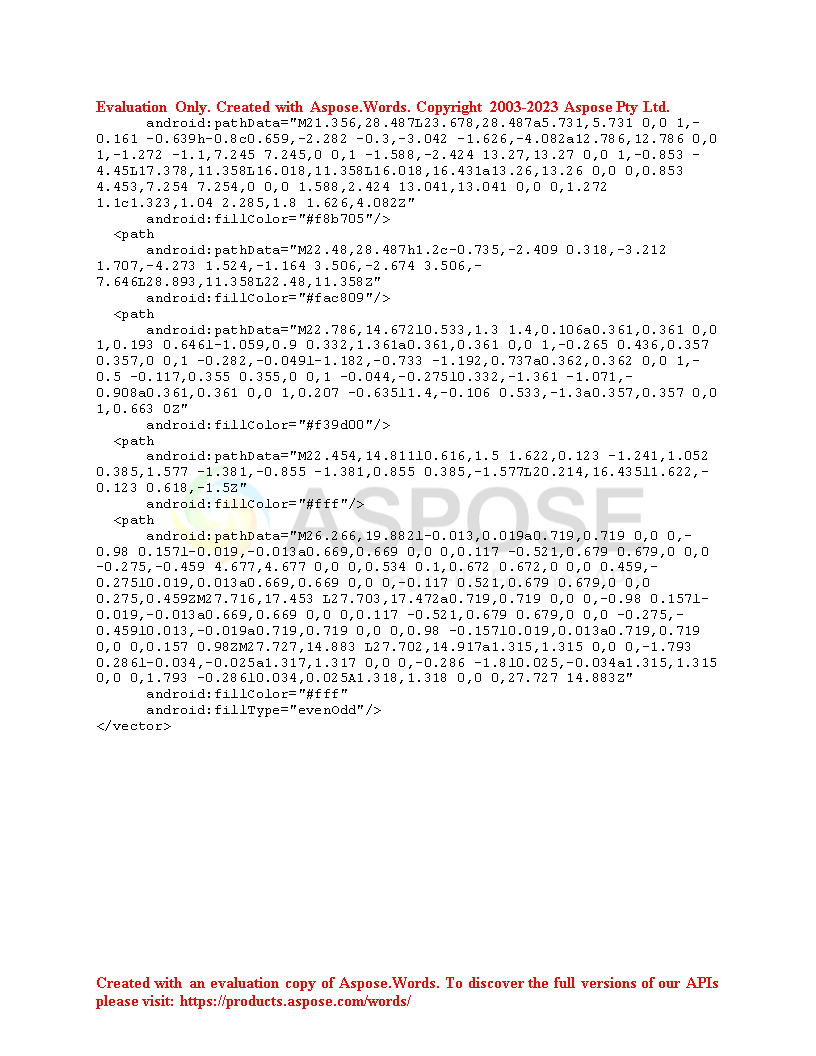 Evaluation Only. Created with Aspose.Words. Copyright 2003-2023 Aspose Pty Ltd.
android:pathData="M21.356,28.487L23.678,28.487a5.731,5.731 0,0 1,-
0.161 -0.639h-0.8c0.659,-2.282 -0.3,-3.042 -1.626,-4.082a12.786,12.786 0,0
1,-1.272 -1.1,7.245 7.245,0 0,1 -1.588,-2.424 13.27,13.27 0,0 1,-0.853 -
4.45L17.378,11.358L16.018,11.358L16.018,16.431a13.26,13.26 0,0 0,0.853
4.453,7.254 7.254,0 0,0 1.588,2.424 13.041,13.041 0,0 0,1.272
1.1c1.323,1.04 2.285,1.8 1.626,4.082Z"
android:fillColor="#f8b705"/>
<path
android:pathData="M22.48,28.487h1.2c-0.735,-2.409 0.318,-3.212
1.707,-4.273 1.524,-1.164 3.506,-2.674 3.506,-
7.646L28.893,11.358L22.48,11.358Z"
android:fillColor="#fac809"/>
<path
android:pathData="M22.786,14.672l0.533,1.3 1.4,0.106a0.361,0.361 0,0
1,0.193 0.646l-1.059,0.9 0.332,1.361a0.361,0.361 0,0 1,-0.265 0.436,0.357
0.357,0 0,1 -0.282,-0.049l-1.182,-0.733 -1.192,0.737a0.362,0.362 0,0 1,-
0.5 -0.117,0.355 0.355,0 0,1 -0.044,-0.275l0.332,-1.361 -1.071,-
0.908a0.361,0.361 0,0 1,0.207 -0.635l1.4,-0.106 0.533,-1.3a0.357,0.357 0,0
1,0.663 0Z"
android:fillColor="#f39d00"/>
<path
android:pathData="M22.454,14.811l0.616,1.5 1.622,0.123 -1.241,1.052
0.385,1.577 -1.381,-0.855 -1.381,0.855 0.385,-1.577L20.214,16.435l1.622,-
0.123 0.618,-1.5Z"
android:fillColor="#fff"/>
<path
android:pathData="M26.266,19.882l-0.013,0.019a0.719,0.719 0,0 0,-
0.98 0.157l-0.019,-0.013a0.669,0.669 0,0 0,0.117 -0.521,0.679 0.679,0 0,0
-0.275,-0.459 4.677,4.677 0,0 0,0.534 0.1,0.672 0.672,0 0,0 0.459,-
0.275l0.019,0.013a0.669,0.669 0,0 0,-0.117 0.521,0.679 0.679,0 0,0
0.275,0.459ZM27.716,17.453 L27.703,17.472a0.719,0.719 0,0 0,-0.98 0.157l-
0.019,-0.013a0.669,0.669 0,0 0,0.117 -0.521,0.679 0.679,0 0,0 -0.275,-
0.459l0.013,-0.019a0.719,0.719 0,0 0,0.98 -0.157l0.019,0.013a0.719,0.719
0,0 0,0.157 0.98ZM27.727,14.883 L27.702,14.917a1.315,1.315 0,0 0,-1.793
0.286l-0.034,-0.025a1.317,1.317 0,0 0,-0.286 -1.8l0.025,-0.034a1.315,1.315
0,0 0,1.793 -0.286l0.034,0.025A1.318,1.318 0,0 0,27.727 14.883Z"
android:fillColor="#fff"
android:fillType="evenOdd"/>
</vector>
ASPOSE
Created with an evaluation copy of Aspose.Words. To discover the full versions of our APIs
please visit: https://products.aspose.com/words/